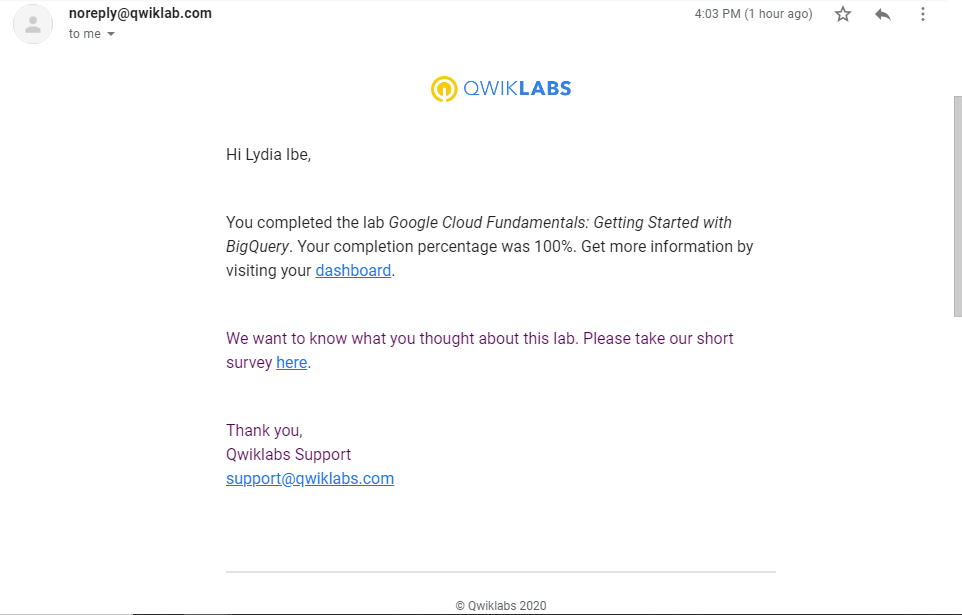 noreply@qwiklab.com
4:03 PM (1 hour ago)
to me
QWIKLABS
Hi Lydia Ibe,
You completed the lab Google Cloud Fundamentals: Getting Started with
BigQuery. Your completion percentage was 100%. Get more information by
visiting your dashboard.
We want to know what you thought about this lab. Please take our short
survey here.
Thank you,
Qwiklabs Support
support@qwiklabs.com
© Qwiklabs 2020